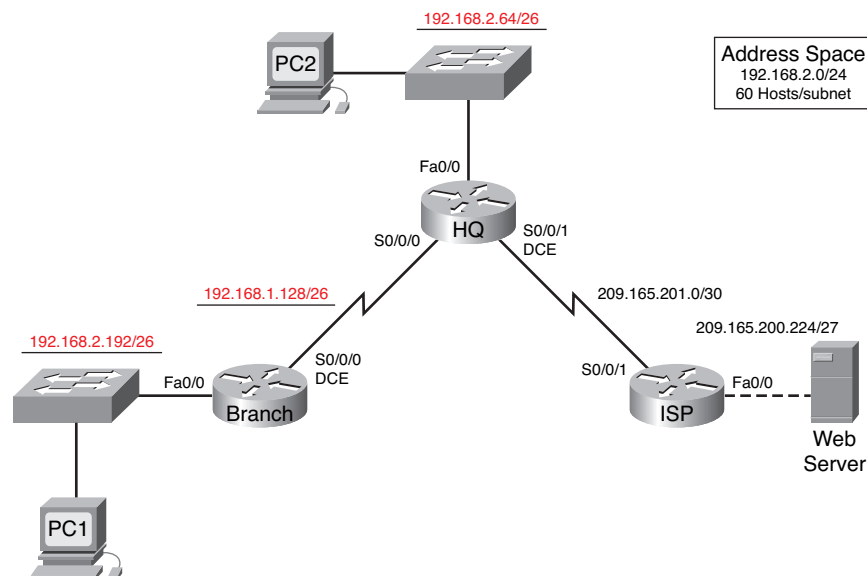 192.168.2.64/26
PC2
Address Space
192.168.2.0/24
60 Hosts/subnet
Fa0/0
HQ
S0/0/0
S0/0/1
DCE
192.168.1.128/26
209.165.201.0/30
192.168.2.192/26
209.165.200.224/27
S0/0/0
DCE
Fa0/0
Branch
S0/0/1
Fa0/0
ISP
Web
Server
PC1